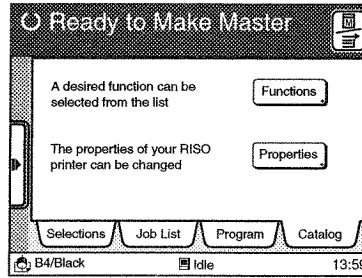 Ready to Make Master
A desired function can be
selected from the list
Functions
The properties of your RISO
printer can be changed
Properties
Selections
Job List
Program
Catalog
B4/Black
Idle
13:59